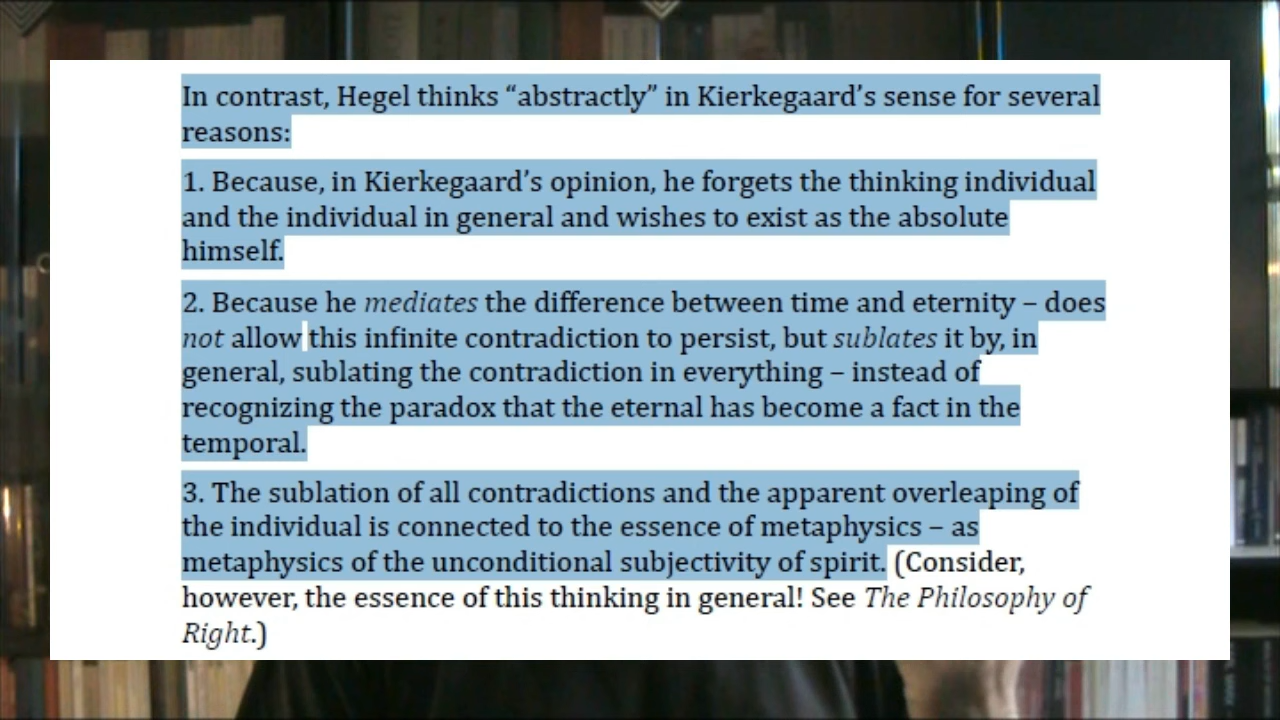 In contrast, Hegel thinks “abstractly” in Kierkegaard’s sense for several
reasons:
1. Because, in Kierkegaard’s opinion, he forgets the thinking individual
and the individual in general and wishes to exist as the absolute
himself.
2. Because he mediates the difference between time and eternity – does
not allow this infinite contradiction to persist, but sublates it by, in
general, sublating the contradiction in everything – instead of
recognizing the paradox that the eternal has become a fact in the
temporal.
3. The sublation of all contradictions and the apparent overleaping of
the individual is connected to the essence of metaphysics – as
metaphysics of the unconditional subjectivity of spirit. (Consider,
however, the essence of this thinking in general! See The Philosophy of
Right.)